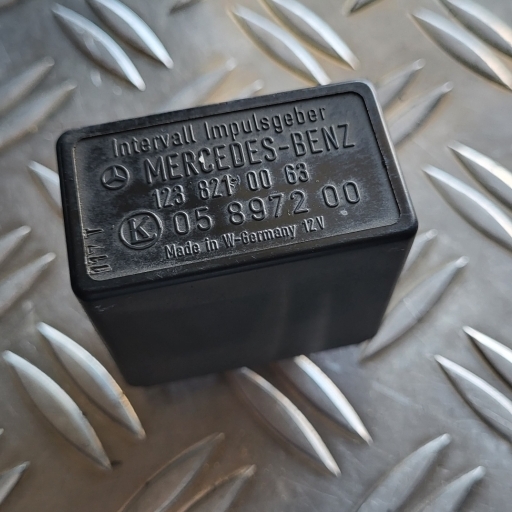 Intervall Impulsgeber
MERCEDES-BENZ
123 821 00 63
K 05 8972 00
Made in W-Germany 12V